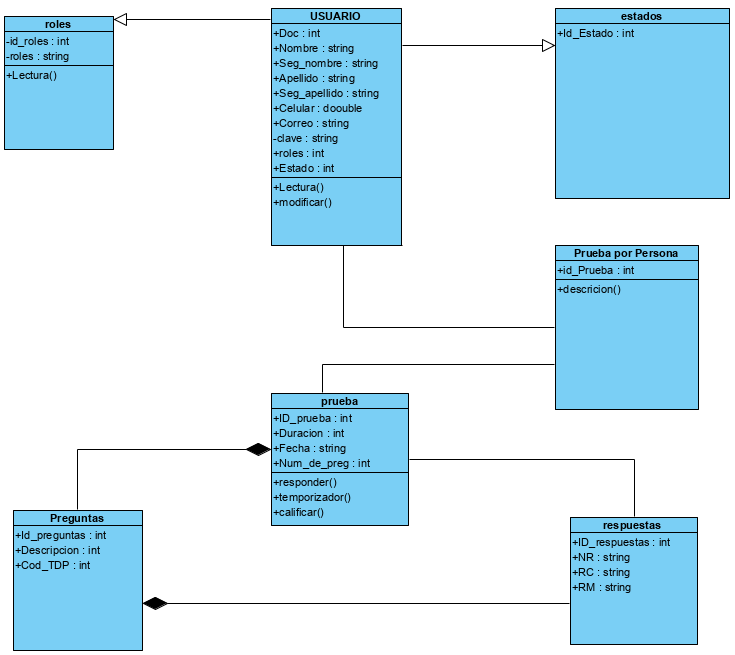 roles
-id_roles : int
-roles : string
+Lectura()
USUARIO
+Doc : int
+Nombre : string
+Seg_nombre : string
+Apellido : string
+Seg_apellido : string
+Celular : doouble
+Correo : string
-clave : string
+roles : int
+Estado : int
+Lectura()
+modificar()
estados
+Id_Estado : int
Prueba por Persona
+id_Prueba : int
+descricion()
prueba
+ID_prueba : int
+Duracion : int
+Fecha : string
+Num_de_preg : int
+responder()
+temporizador()
+calificar()
Preguntas
+Id_preguntas : int
+Descripcion : int
+Cod_TDP : int
respuestas
+ID_respuestas : int
+NR : string
+RC : string
+RM : string